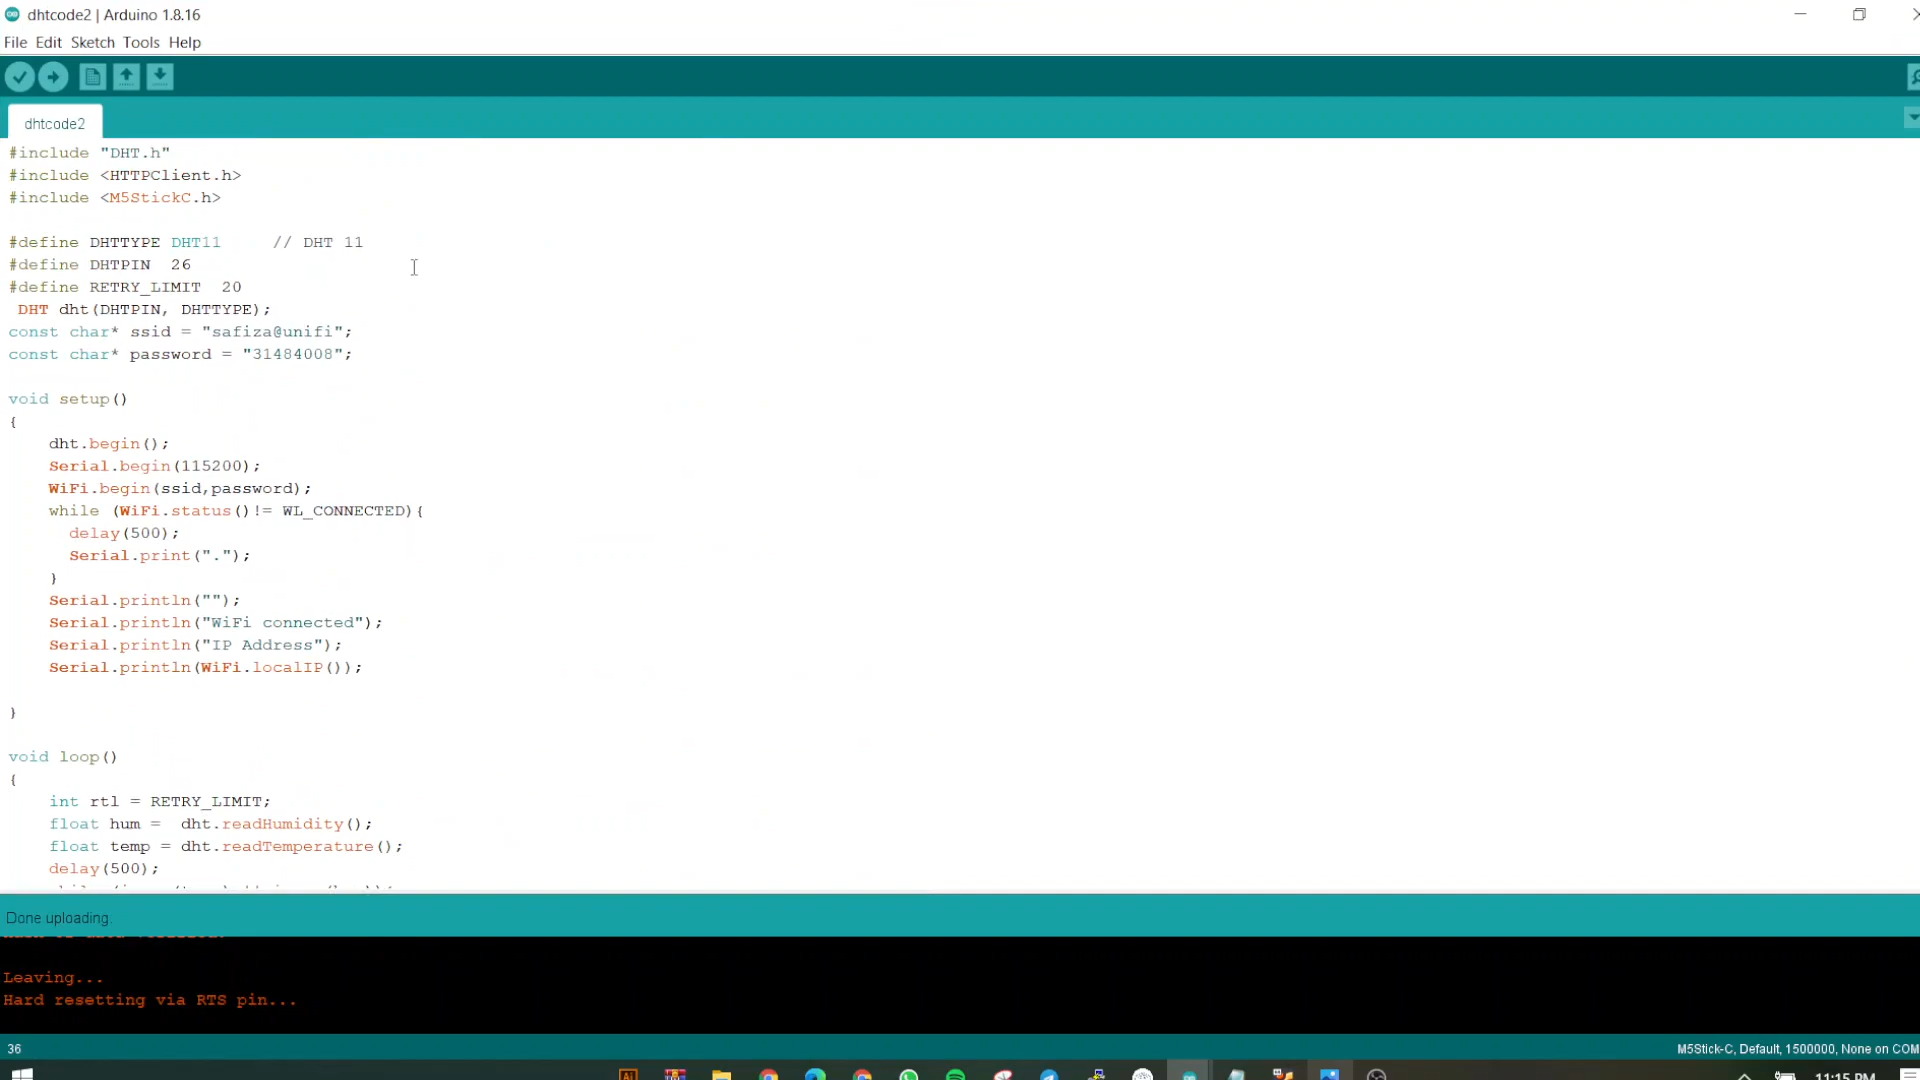 dhtcode2 | Arduino 1.8.16
File Edit Sketch Tools Help
dhtcode2
#include "DHT.h"
#include <HTTPClient.h>
#include <M5StickC.h>
#define DHTTYPE DHT11     // DHT 11
#define DHTPIN  26
#define RETRY_LIMIT  20
DHT dht(DHTPIN, DHTTYPE);
const char* ssid = "safiza@unifi";
const char* password = "31484008";
void setup()
{
dht.begin();
Serial.begin(115200);
WiFi.begin(ssid,password);
while (WiFi.status()!= WL_CONNECTED){
delay(500);
Serial.print(".");
}
Serial.println("");
Serial.println("WiFi connected");
Serial.println("IP Address");
Serial.println(WiFi.localIP());
}
void loop()
{
int rtl = RETRY_LIMIT;
float hum =  dht.readHumidity();
float temp = dht.readTemperature();
delay(500);
Done uploading.
Leaving...
Hard resetting via RTS pin...
36
M5Stick-C, Default, 1500000, None on COM
11:15 PM